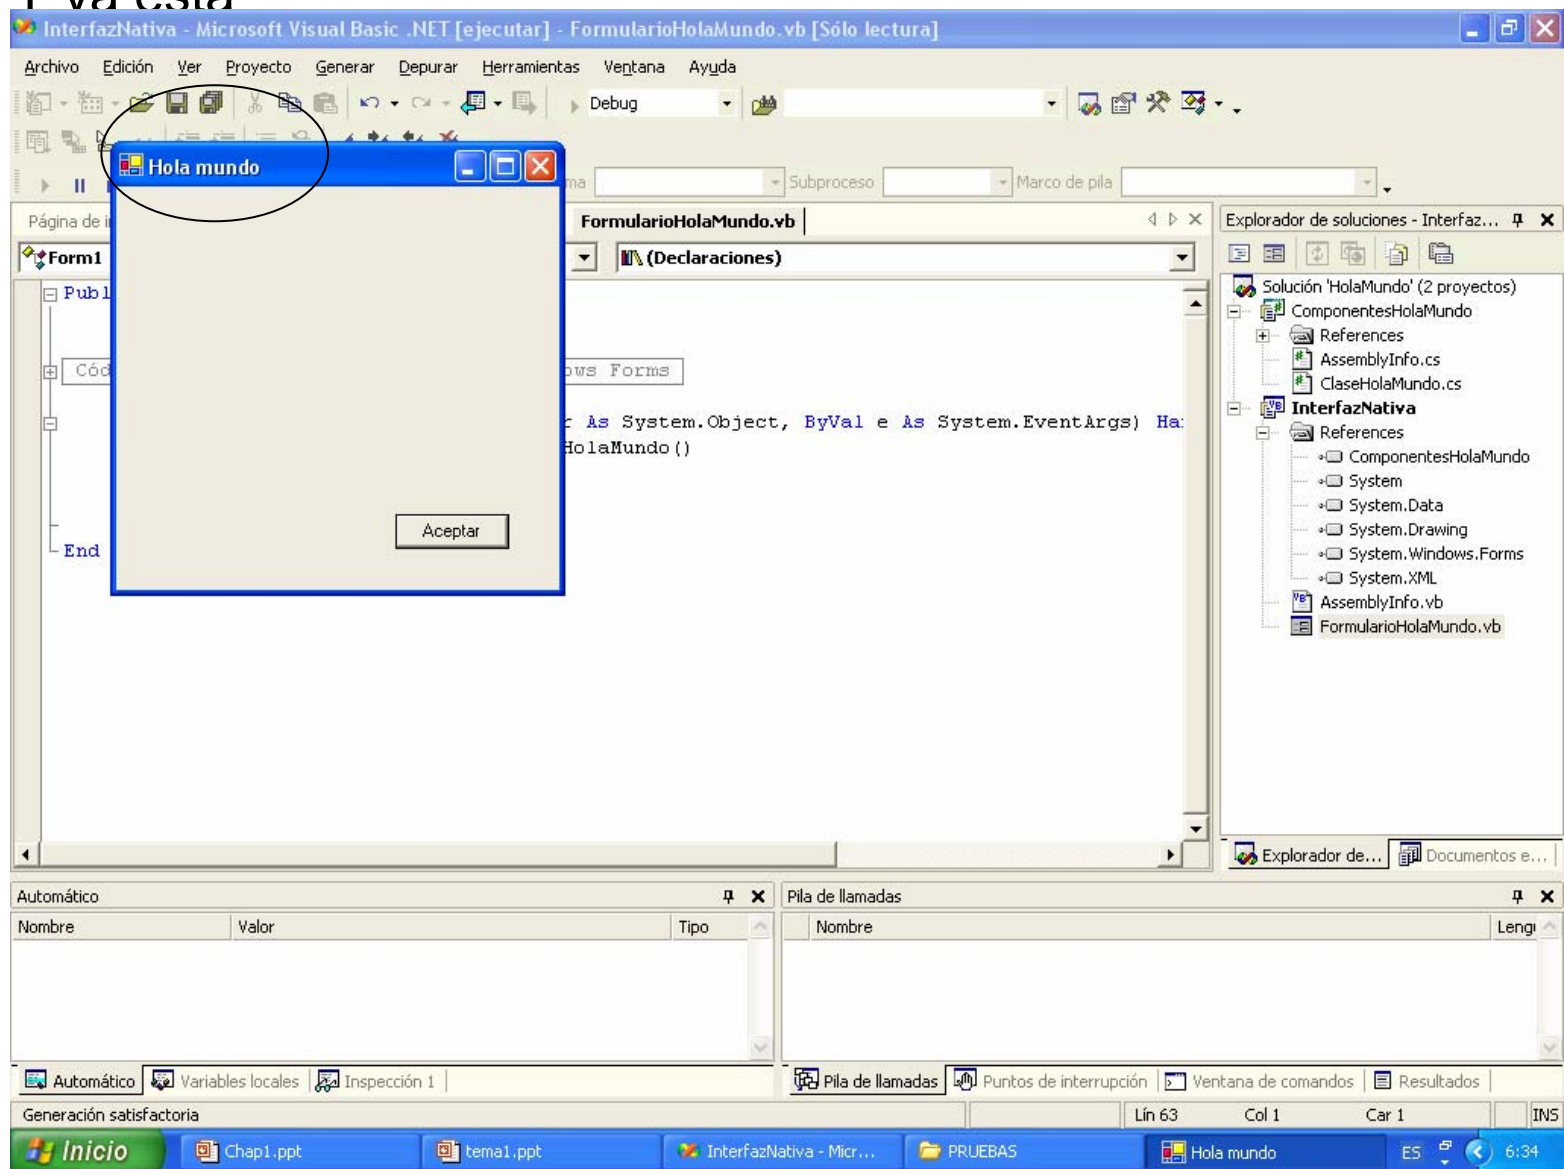 Y ya está
InterfazNativa - Microsoft Visual Basic .NET [ejecutar] - FormularioHolaMundo.vb [Sólo lectura]
Archivo Edición Ver Proyecto Generar Depurar Herramientas Ventana Ayuda
Debug
Hola mundo
Subproceso Marco de pila
Página de FormularioHolaMundo.vb
Form1 (Declaraciones)
Forms
As System.Object, ByVal e As System.EventArgs)
HolaMundo()
Aceptar
End
Explorador de soluciones - Interfaz...
Solución 'HolaMundo' (2 proyectos)
ComponentesHolaMundo
References
AssemblyInfo.cs
ClaseHolaMundo.cs
InterfazNativa
References
ComponentesHolaMundo
System
System.Data
System.Drawing
System.Windows.Forms
System.XML
AssemblyInfo.vb
FormularioHolaMundo.vb
Explorador de... Documentos e...
Automático
Nombre Valor Tipo
Pila de llamadas
Nombre
Automático Variables locales Inspección 1
Pila de llamadas Puntos de interrupción Ventana de comandos Resultados
Generación satisfactoria Lín 63 Col 1 Car 1 INS
Inicio Chap1.ppt tema1.ppt InterfazNativa - Micr... PRUEBAS Hola mundo ES 6:34